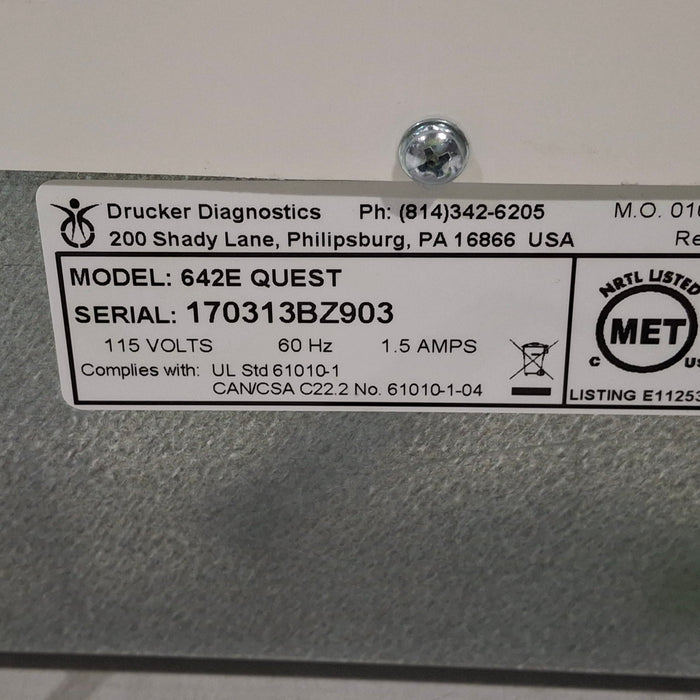 Drucker Diagnostics Ph: (814)342-6205 M.O.
200 Shady Lane, Philipsburg, PA 16866 USA
MODEL: 642E QUEST
SERIAL: 170313BZ903
115 VOLTS 60 Hz 1.5 AMPS
Complies with: UL Std 61010-1
CAN/CSA C22.2 No. 61010-1-04
NRTL LISTED
MET
C US
LISTING E11253